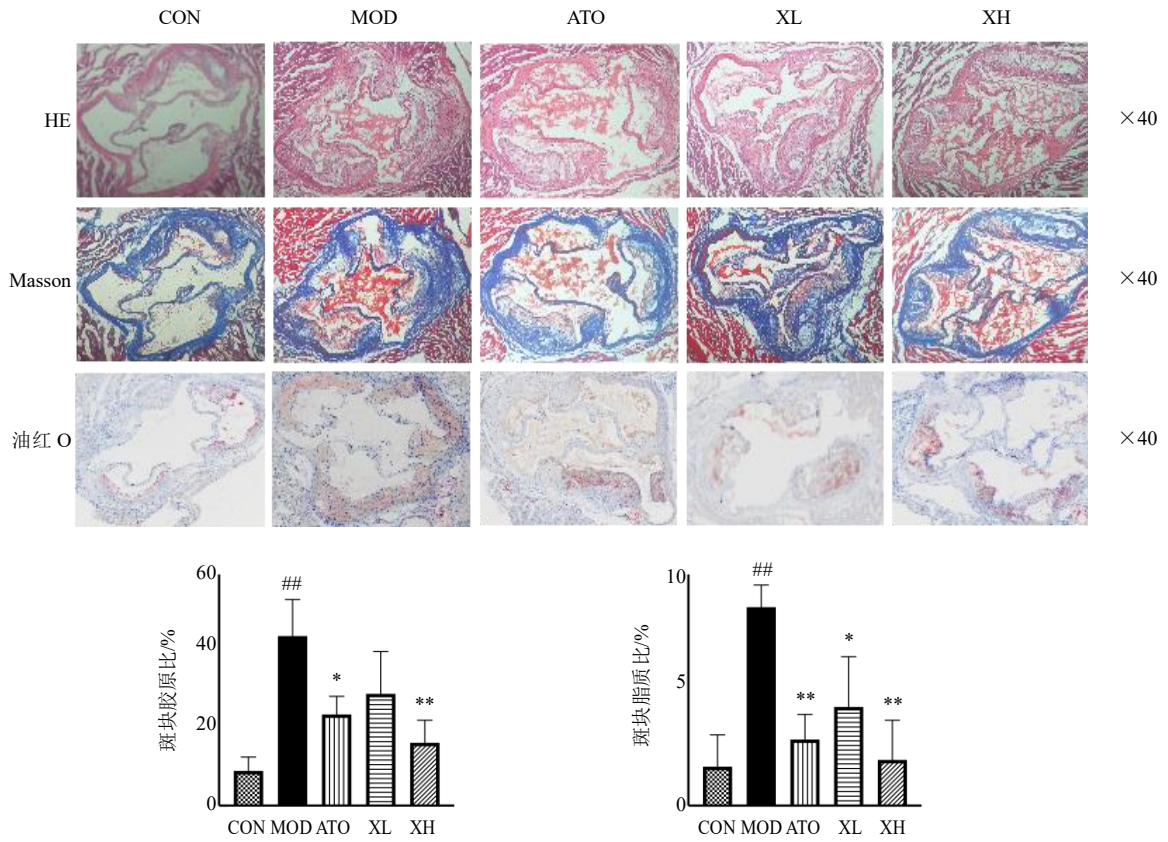 CON MOD ATO XL XH
HE ×40
Masson ×40
油红 O ×40
斑块胶原比/%
60
40
20
0
##
*
**
CON MOD ATO XL XH
斑块脂质比/%
10
5
0
##
**
*
**
CON MOD ATO XL XH